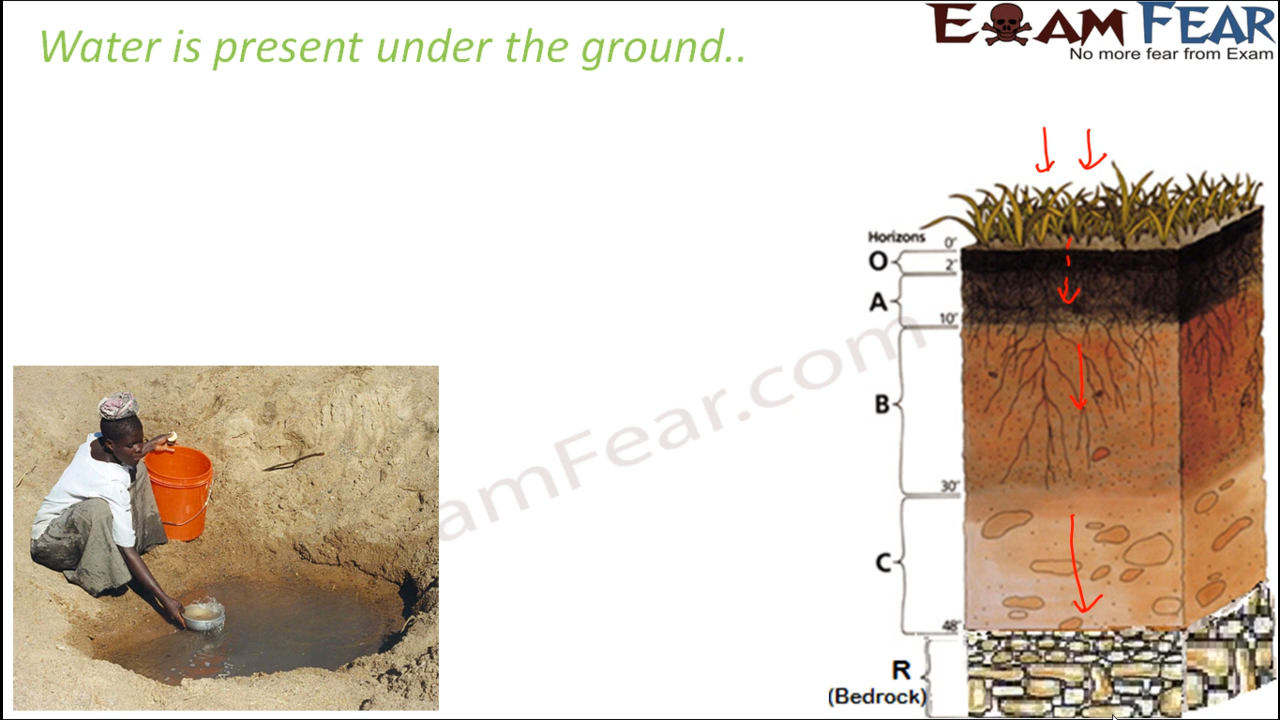 Water is present under the ground..
EXAM FEAR
No more fear from Exam
Horizons
0"
O
2"
A
10"
B
30"
C
48"
R
(Bedrock)
amFear.com